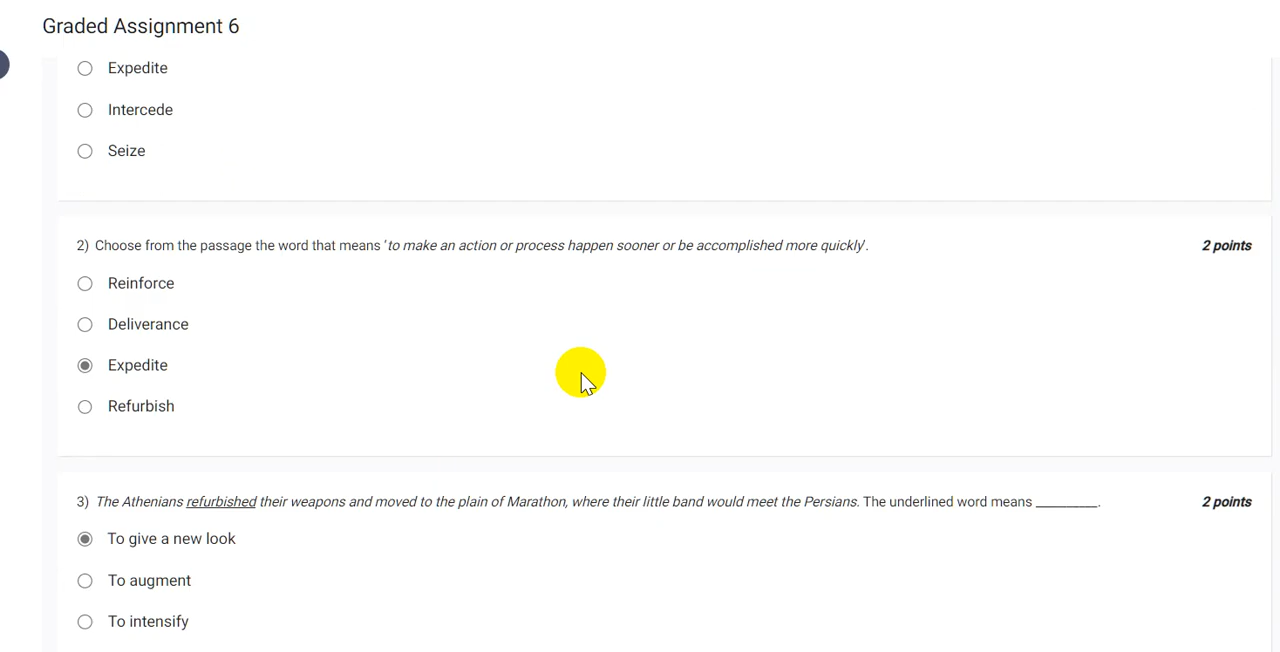 Graded Assignment 6
Expedite
Intercede
Seize
2) Choose from the passage the word that means 'to make an action or process happen sooner or be accomplished more quickly'. 2 points
Reinforce
Deliverance
Expedite
Refurbish
3) The Athenians refurbished their weapons and moved to the plain of Marathon, where their little band would meet the Persians. The underlined word means _________. 2 points
To give a new look
To augment
To intensify